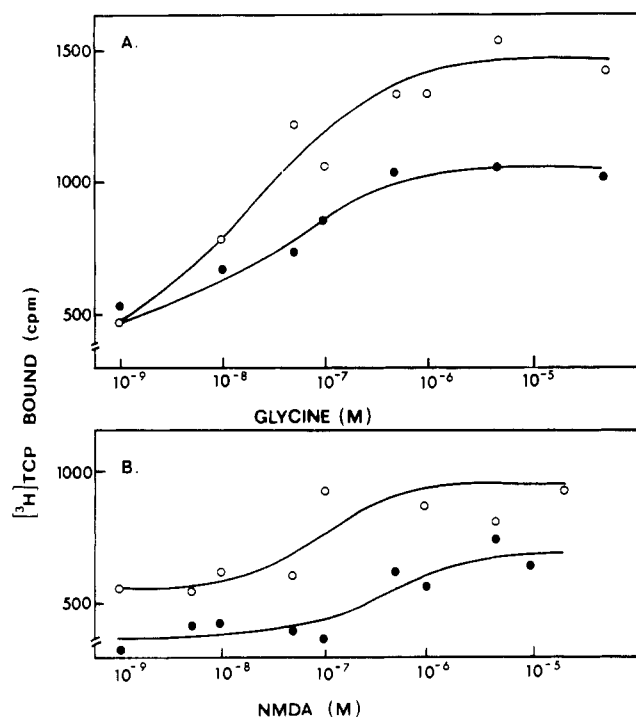 A.
1500
1000
500
10⁻⁹ 10⁻⁸ 10⁻⁷ 10⁻⁶ 10⁻⁵
GLYCINE (M)
[³H]TCP BOUND (cpm)
B.
1000
500
10⁻⁹ 10⁻⁸ 10⁻⁷ 10⁻⁶ 10⁻⁵
NMDA (M)